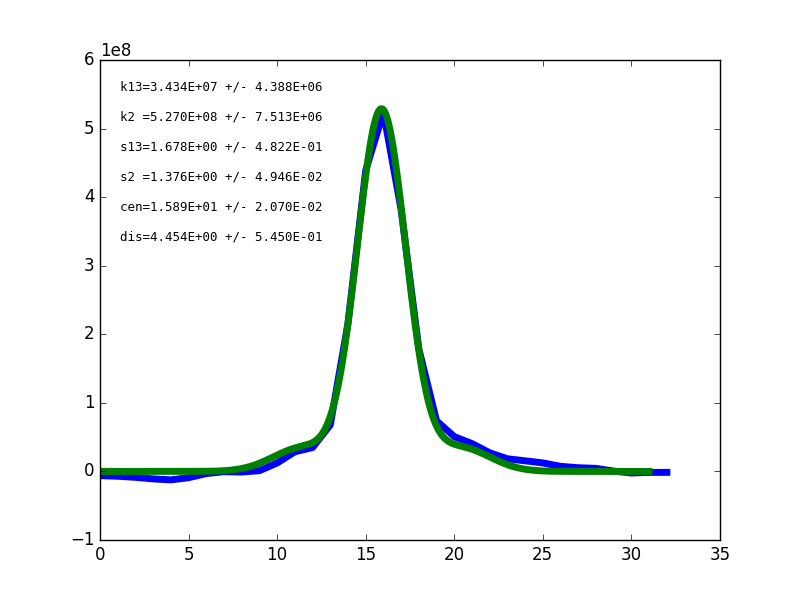 1e8
6
k13=3.434E+07 +/- 4.388E+06
5
k2 =5.270E+08 +/- 7.513E+06
s13=1.678E+00 +/- 4.822E-01
4
s2 =1.376E+00 +/- 4.946E-02
cen=1.589E+01 +/- 2.070E-02
dis=4.454E+00 +/- 5.450E-01
3
2
1
0
−1
0 5 10 15 20 25 30 35